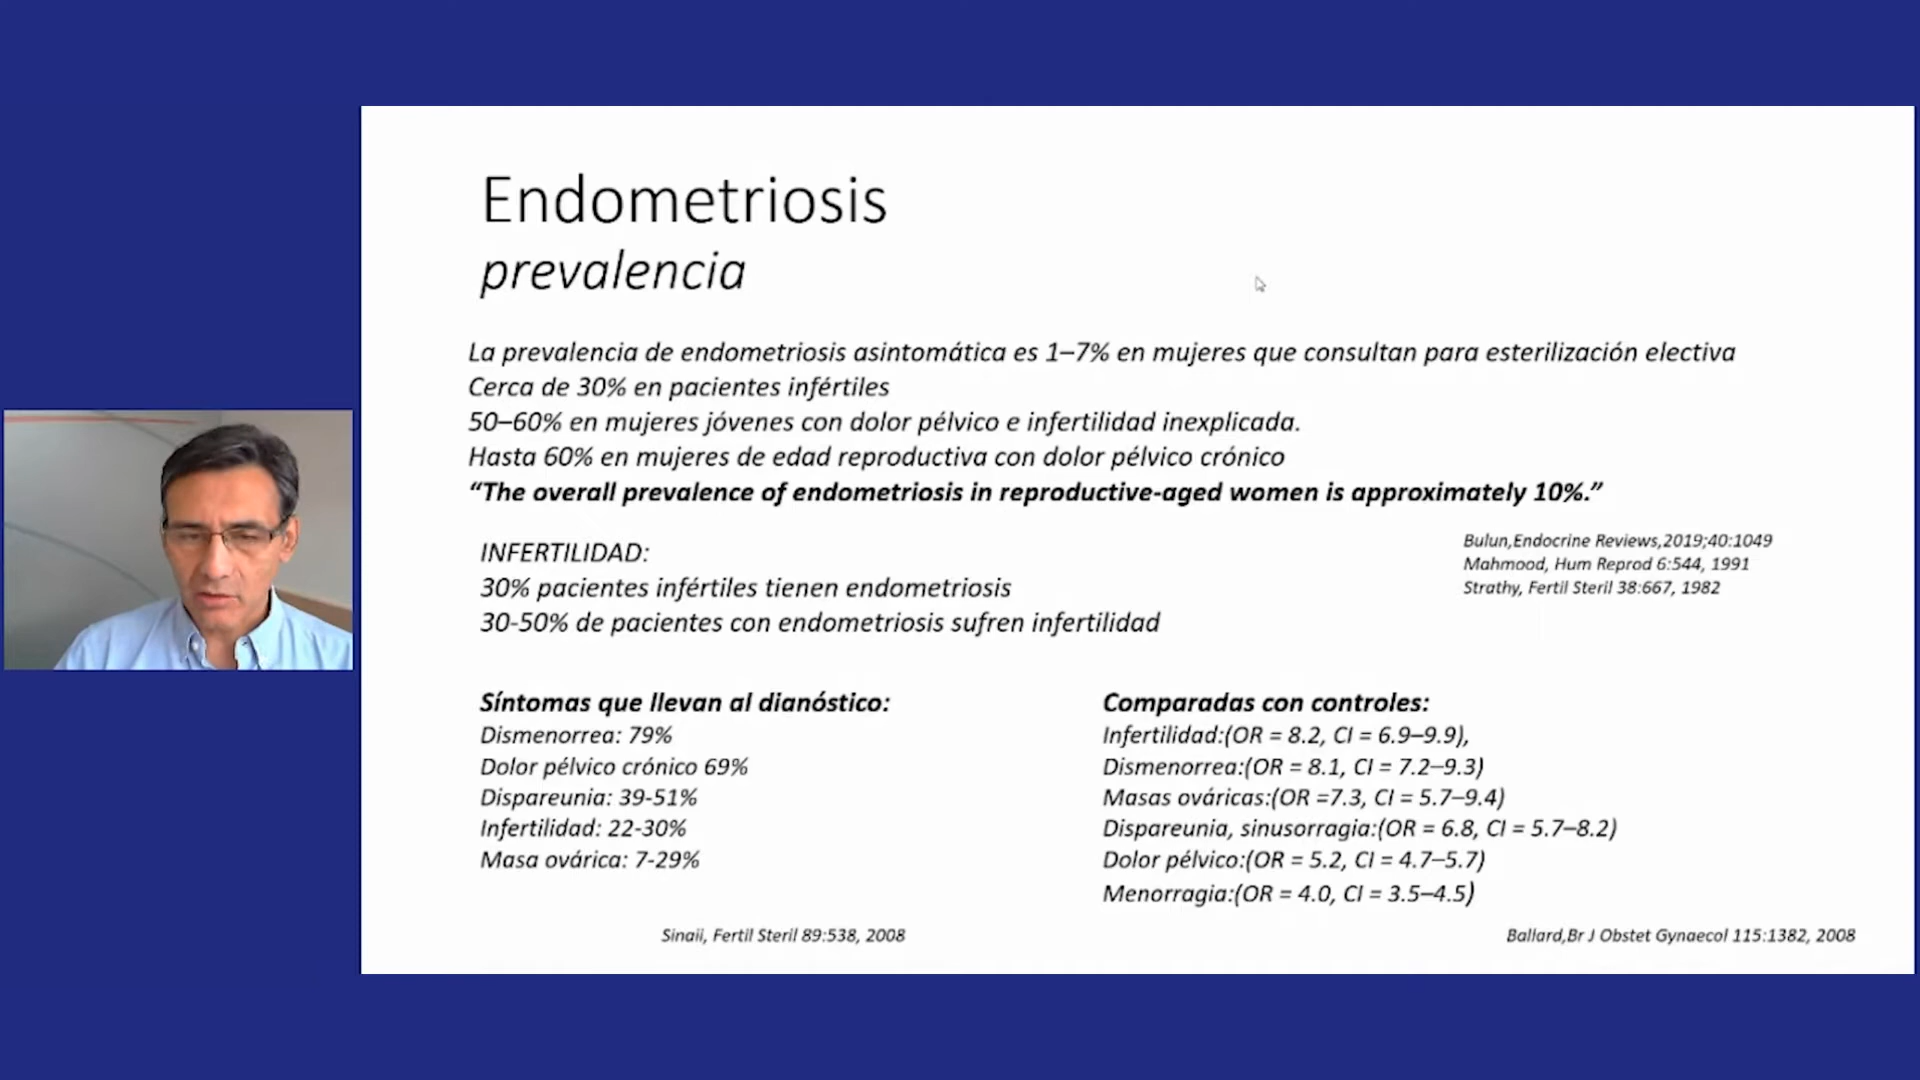 Endometriosis
prevalencia
La prevalencia de endometriosis asintomática es 1–7% en mujeres que consultan para esterilización electiva
Cerca de 30% en pacientes infértiles
50–60% en mujeres jóvenes con dolor pélvico e infertilidad inexplicada.
Hasta 60% en mujeres de edad reproductiva con dolor pélvico crónico
“The overall prevalence of endometriosis in reproductive-aged women is approximately 10%.”
Bulun,Endocrine Reviews,2019;40:1049
Mahmood, Hum Reprod 6:544, 1991
Strathy, Fertil Steril 38:667, 1982
INFERTILIDAD:
30% pacientes infértiles tienen endometriosis
30-50% de pacientes con endometriosis sufren infertilidad
Síntomas que llevan al dianóstico:
Dismenorrea: 79%
Dolor pélvico crónico 69%
Dispareunia: 39-51%
Infertilidad: 22-30%
Masa ovárica: 7-29%
Sinaii, Fertil Steril 89:538, 2008
Comparadas con controles:
Infertilidad:(OR = 8.2, CI = 6.9–9.9),
Dismenorrea:(OR = 8.1, CI = 7.2–9.3)
Masas ováricas:(OR =7.3, CI = 5.7–9.4)
Dispareunia, sinusorragia:(OR = 6.8, CI = 5.7–8.2)
Dolor pélvico:(OR = 5.2, CI = 4.7–5.7)
Menorragia:(OR = 4.0, CI = 3.5–4.5)
Ballard,Br J Obstet Gynaecol 115:1382, 2008